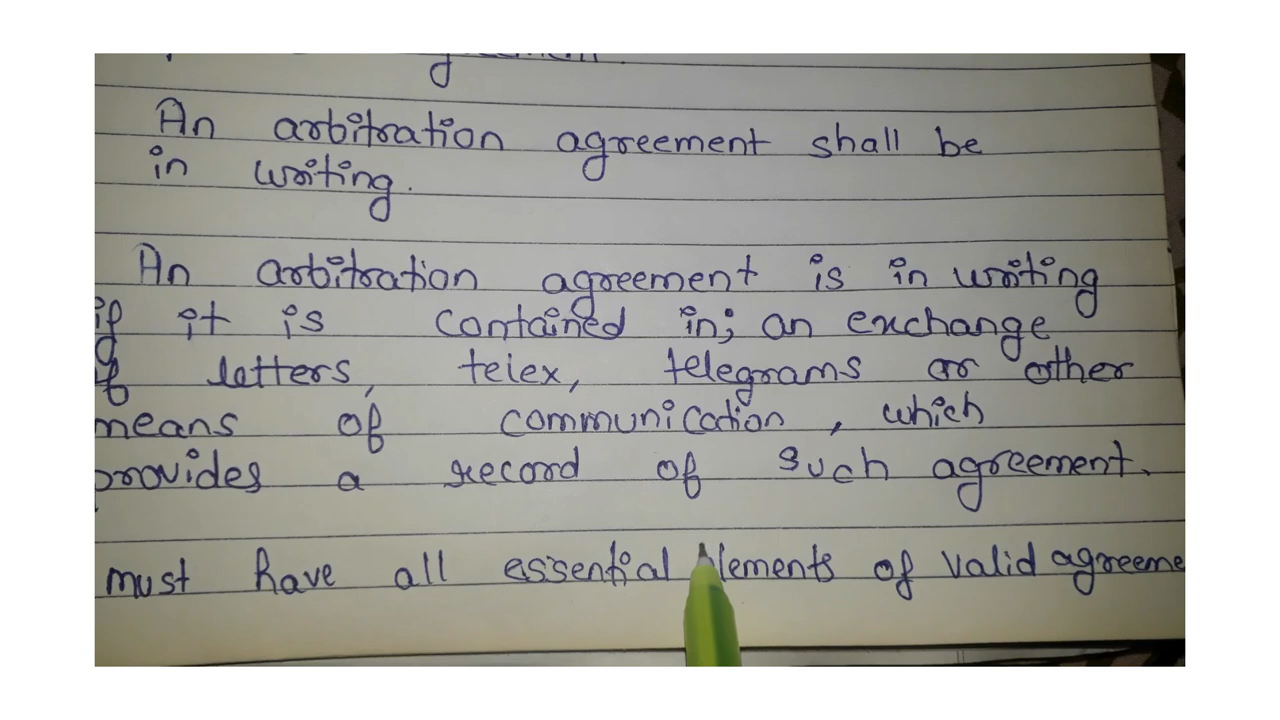 An arbitration agreement shall be
in writing.
An arbitration agreement is in writing
if it is contained in; an exchange
of letters, telex, telegrams or other
means of communication, which
provides a record of such agreement.
must have all essential elements of valid agreeme